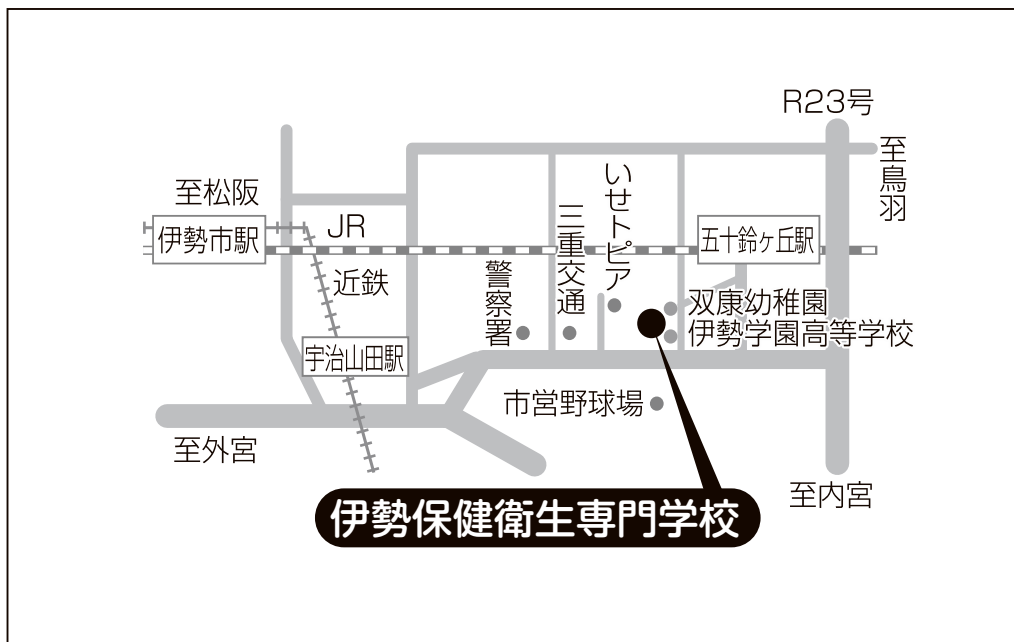 R23号
至鳥羽
至松阪
伊勢市駅
JR
近鉄
宇治山田駅
警察署
三重交通
いせトピア
五十鈴ヶ丘駅
双康幼稚園
伊勢学園高等学校
市営野球場
至外宮
至内宮
伊勢保健衛生専門学校